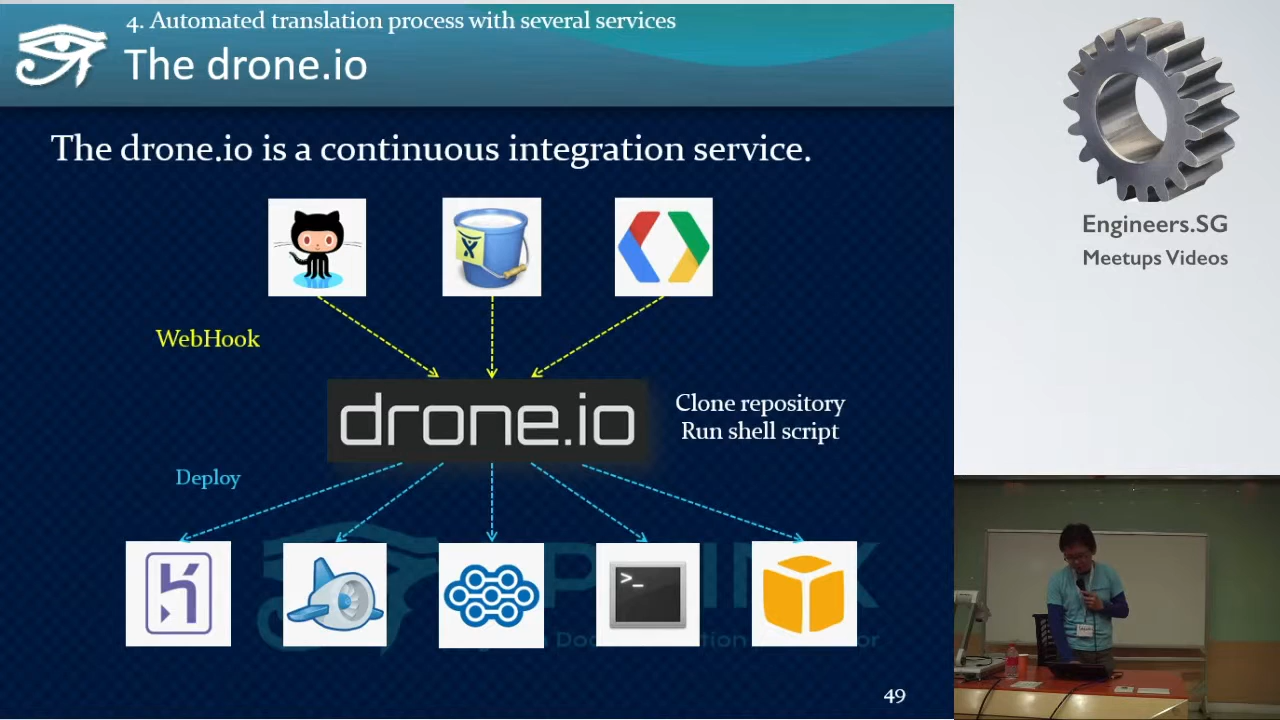 4. Automated translation process with several services
The drone.io
The drone.io is a continuous integration service.
WebHook
drone.io
Clone repository
Run shell script
Deploy
>_
49
Engineers.SG
Meetups Videos